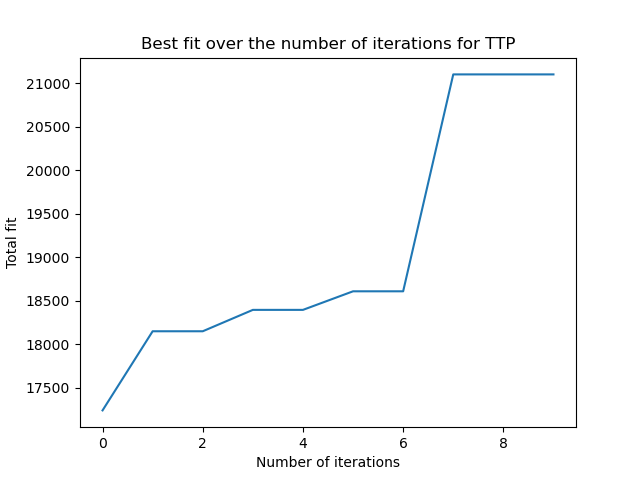 Best fit over the number of iterations for TTP
21000
20500
20000
19500
19000
18500
18000
17500
Total fit
0 2 4 6 8
Number of iterations